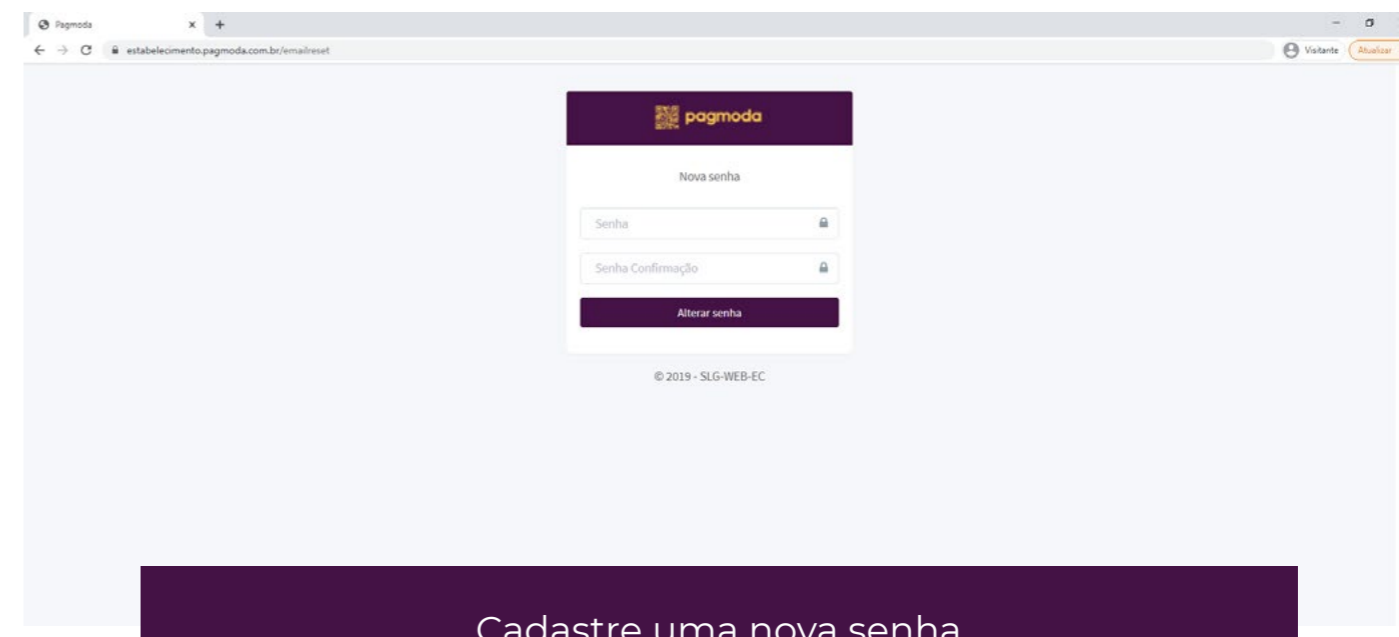 Pagmoda
estabelecimento.pagmoda.com.br/emailreset
Visitante
Atualizar
pagmoda
Nova senha
Senha
Senha Confirmação
Alterar senha
© 2019 - SLG-WEB-EC
Cadastre uma nova senha